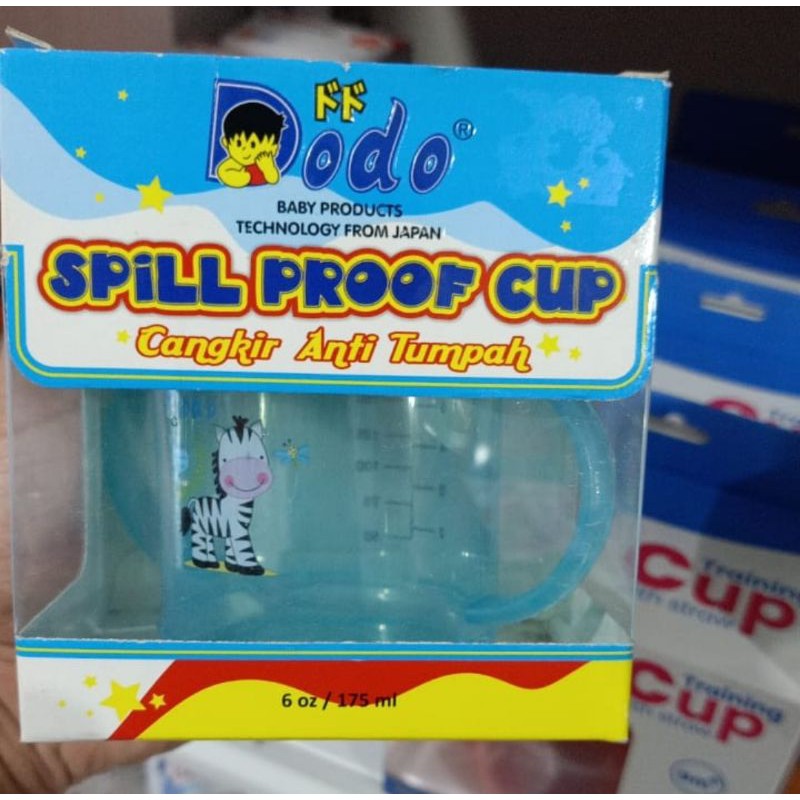 ドド
Dodo®
BABY PRODUCTS
TECHNOLOGY FROM JAPAN
SPILL PROOF CUP
Cangkir Anti Tumpah
6 oz / 175 ml
Training
Cup
Training
Cup